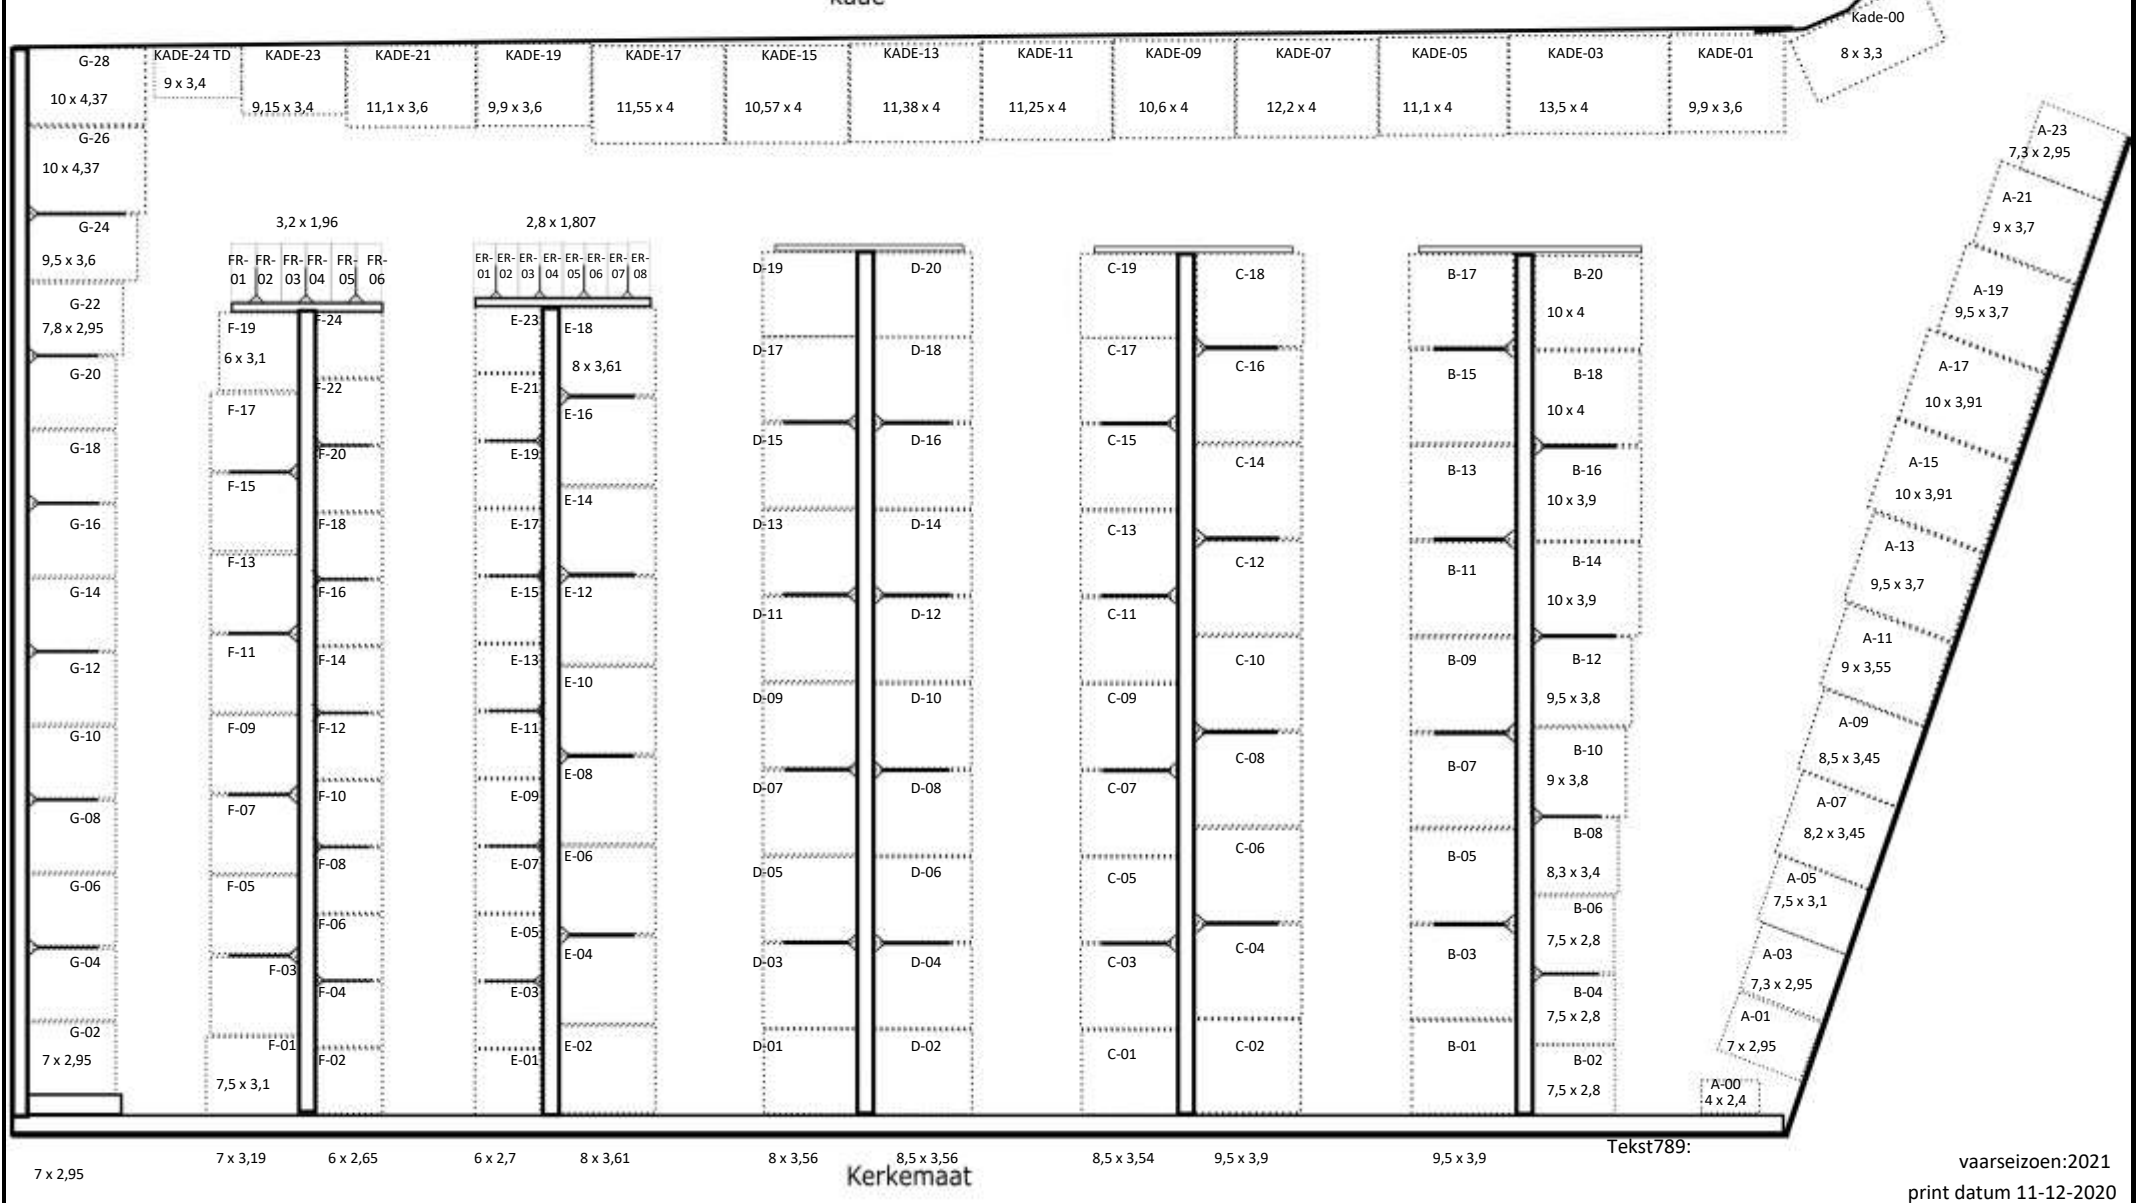 Kade
Kade-00
8 x 3,3
G-28
10 x 4,37
KADE-24 TD
9 x 3,4
KADE-23
9,15 x 3,4
KADE-21
11,1 x 3,6
KADE-19
9,9 x 3,6
KADE-17
11,55 x 4
KADE-15
10,57 x 4
KADE-13
11,38 x 4
KADE-11
11,25 x 4
KADE-09
10,6 x 4
KADE-07
12,2 x 4
KADE-05
11,1 x 4
KADE-03
13,5 x 4
KADE-01
9,9 x 3,6
G-26
10 x 4,37
G-24
9,5 x 3,6
G-22
7,8 x 2,95
G-20
G-18
G-16
G-14
G-12
G-10
G-08
G-06
G-04
G-02
7 x 2,95
3,2 x 1,96
FR-01
FR-02
FR-03
FR-04
FR-05
FR-06
F-19
6 x 3,1
F-17
F-15
F-13
F-11
F-09
F-07
F-05
F-03
F-01
7,5 x 3,1
F-24
F-22
F-20
F-18
F-16
F-14
F-12
F-10
F-08
F-06
F-04
F-02
2,8 x 1,807
ER-01
ER-02
ER-03
ER-04
ER-05
ER-06
ER-07
ER-08
E-23
E-21
E-19
E-17
E-15
E-13
E-11
E-09
E-07
E-05
E-03
E-01
E-18
8 x 3,61
E-16
E-14
E-12
E-10
E-08
E-06
E-04
E-02
D-19
D-17
D-15
D-13
D-11
D-09
D-07
D-05
D-03
D-01
D-20
D-18
D-16
D-14
D-12
D-10
D-08
D-06
D-04
D-02
C-19
C-17
C-15
C-13
C-11
C-09
C-07
C-05
C-03
C-01
C-18
C-16
C-14
C-12
C-10
C-08
C-06
C-04
C-02
B-17
B-15
B-13
B-11
B-09
B-07
B-05
B-03
B-01
B-20
10 x 4
B-18
10 x 4
B-16
10 x 3,9
B-14
10 x 3,9
B-12
9,5 x 3,8
B-10
9 x 3,8
B-08
8,3 x 3,4
B-06
7,5 x 2,8
B-04
7,5 x 2,8
B-02
7,5 x 2,8
A-23
7,3 x 2,95
A-21
9 x 3,7
A-19
9,5 x 3,7
A-17
10 x 3,91
A-15
10 x 3,91
A-13
9,5 x 3,7
A-11
9 x 3,55
A-09
8,5 x 3,45
A-07
8,2 x 3,45
A-05
7,5 x 3,1
A-03
7,3 x 2,95
A-01
7 x 2,95
A-00
4 x 2,4
7 x 2,95
7 x 3,19
6 x 2,65
6 x 2,7
8 x 3,61
8 x 3,56
8,5 x 3,56
8,5 x 3,54
9,5 x 3,9
9,5 x 3,9
Tekst789:
Kerkemaat
vaarseizoen:2021
print datum 11-12-2020